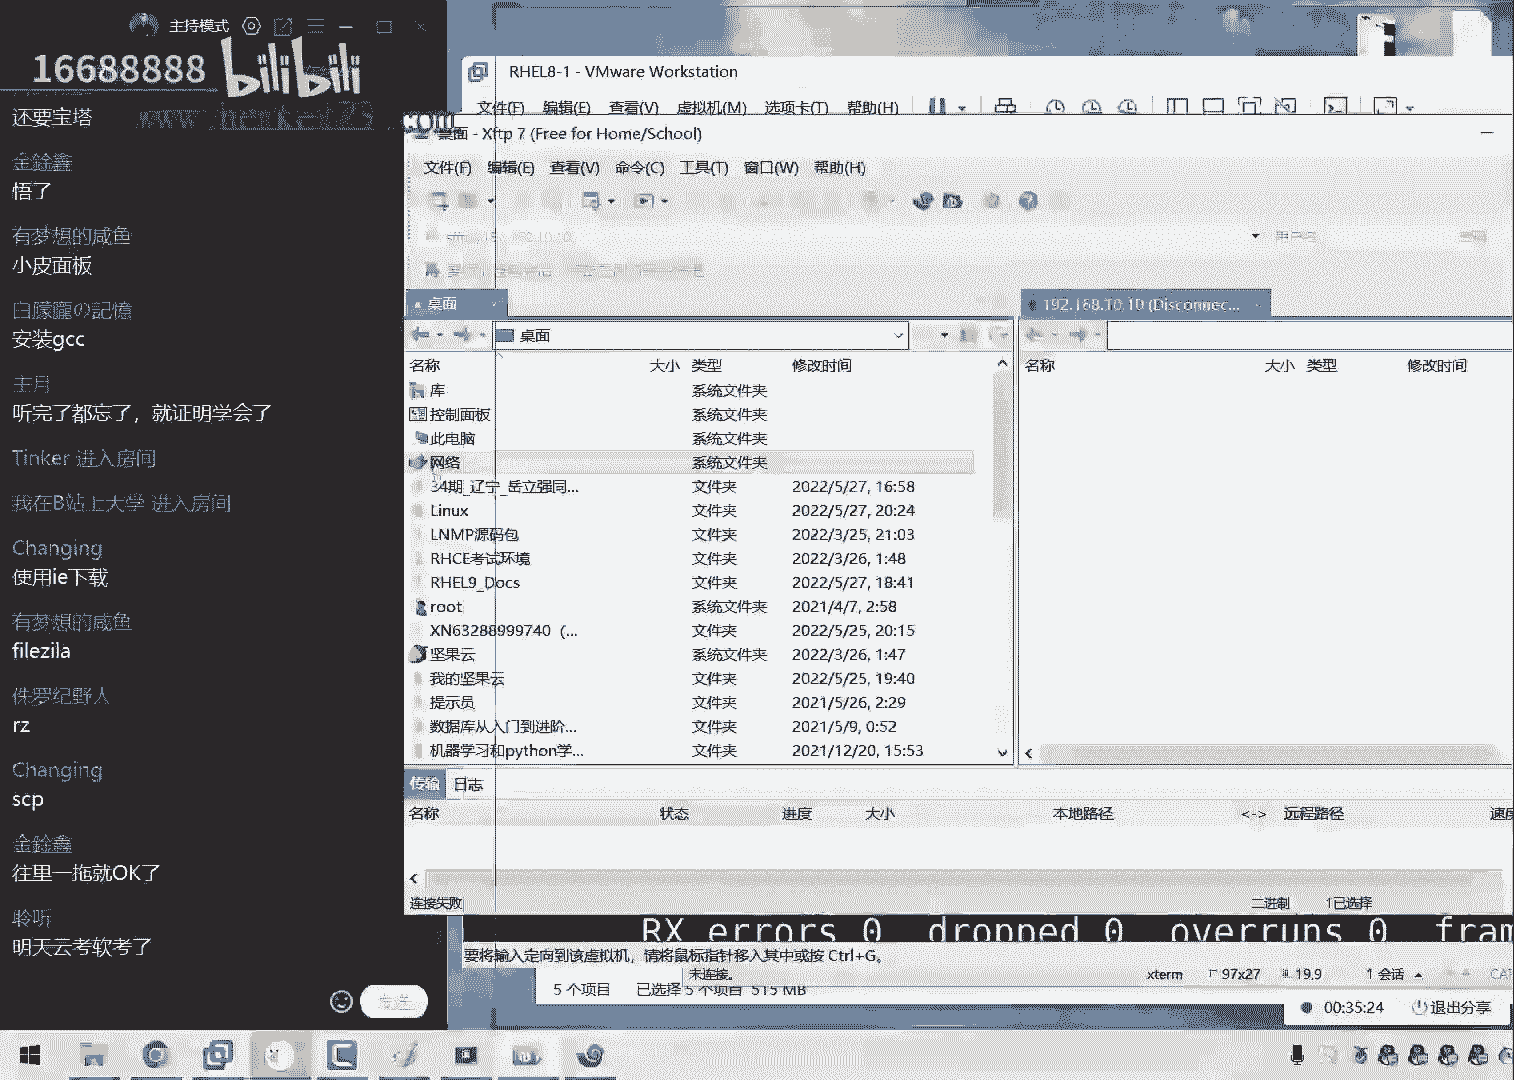 主持模式
16688888 bilibili
还要宝塔
金鍂鑫
悟了
有梦想的咸鱼
小皮面板
白朦朧の記憶
安装gcc
主月
听完了都忘了，就证明学会了
Tinker 进入房间
我在B站上大学 进入房间
Changing
使用ie下载
有梦想的咸鱼
filezila
侏罗纪野人
rz
Changing
scp
金鍂鑫
往里一拖就OK了
聆听
明天云考软考了
发送
RHEL8-1 - VMware Workstation
文件(F) 编辑(E) 查看(V) 虚拟机(M) 选项卡(T) 帮助(H)
桌面 - Xftp 7 (Free for Home/School)
文件(F) 编辑(E) 查看(V) 命令(C) 工具(T) 窗口(W) 帮助(H)
桌面
192.168.10.10 (Disconnec...
桌面
名称 大小 类型 修改时间
名称 大小 类型 修改时间
库 系统文件夹
控制面板 系统文件夹
此电脑 系统文件夹
网络 系统文件夹
34期_辽宁_岳立强同... 文件夹 2022/5/27, 16:58
Linux 文件夹 2022/5/27, 20:24
LNMP源码包 文件夹 2022/3/25, 21:03
RHCE考试环境 文件夹 2022/3/26, 1:48
RHEL9_Docs 文件夹 2022/5/27, 18:41
root 系统文件夹 2021/4/7, 2:58
XN63288999740（... 文件夹 2022/5/25, 20:15
坚果云 系统文件夹 2022/3/26, 1:47
我的坚果云 文件夹 2022/5/25, 19:40
提示员 文件夹 2021/5/26, 2:29
数据库从入门到进阶... 文件夹 2021/5/9, 0:52
机器学习和python学... 文件夹 2021/12/20, 15:53
传输 日志
名称 状态 进度 大小 本地路径 <-> 远程路径 速度
连接失败 二进制 1已选择
RX errors 0 dropped 0 overruns 0 fram
要将输入定向到该虚拟机，请将鼠标指针移入其中或按 Ctrl+G。
未连接。 xterm 97x27 19,9 1 会话
5 个项目 已选择 5 个项目 515 MB
00:35:24 退出分享